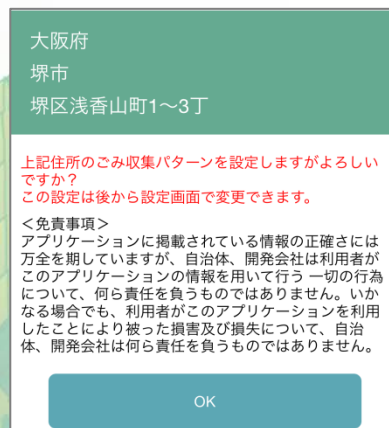 大阪府
堺市
堺区浅香山町1〜3丁
上記住所のごみ収集パターンを設定しますがよろしい
ですか？
この設定は後から設定画面で変更できます。
＜免責事項＞
アプリケーションに掲載されている情報の正確さには
万全を期していますが、自治体、開発会社は利用者が
このアプリケーションの情報を用いて行う 一切の行為
について、何ら責任を負うものではありません。いか
なる場合でも、利用者がこのアプリケーションを利用
したことにより被った損害及び損失について、自治
体、開発会社は何ら責任を負うものではありません。
OK